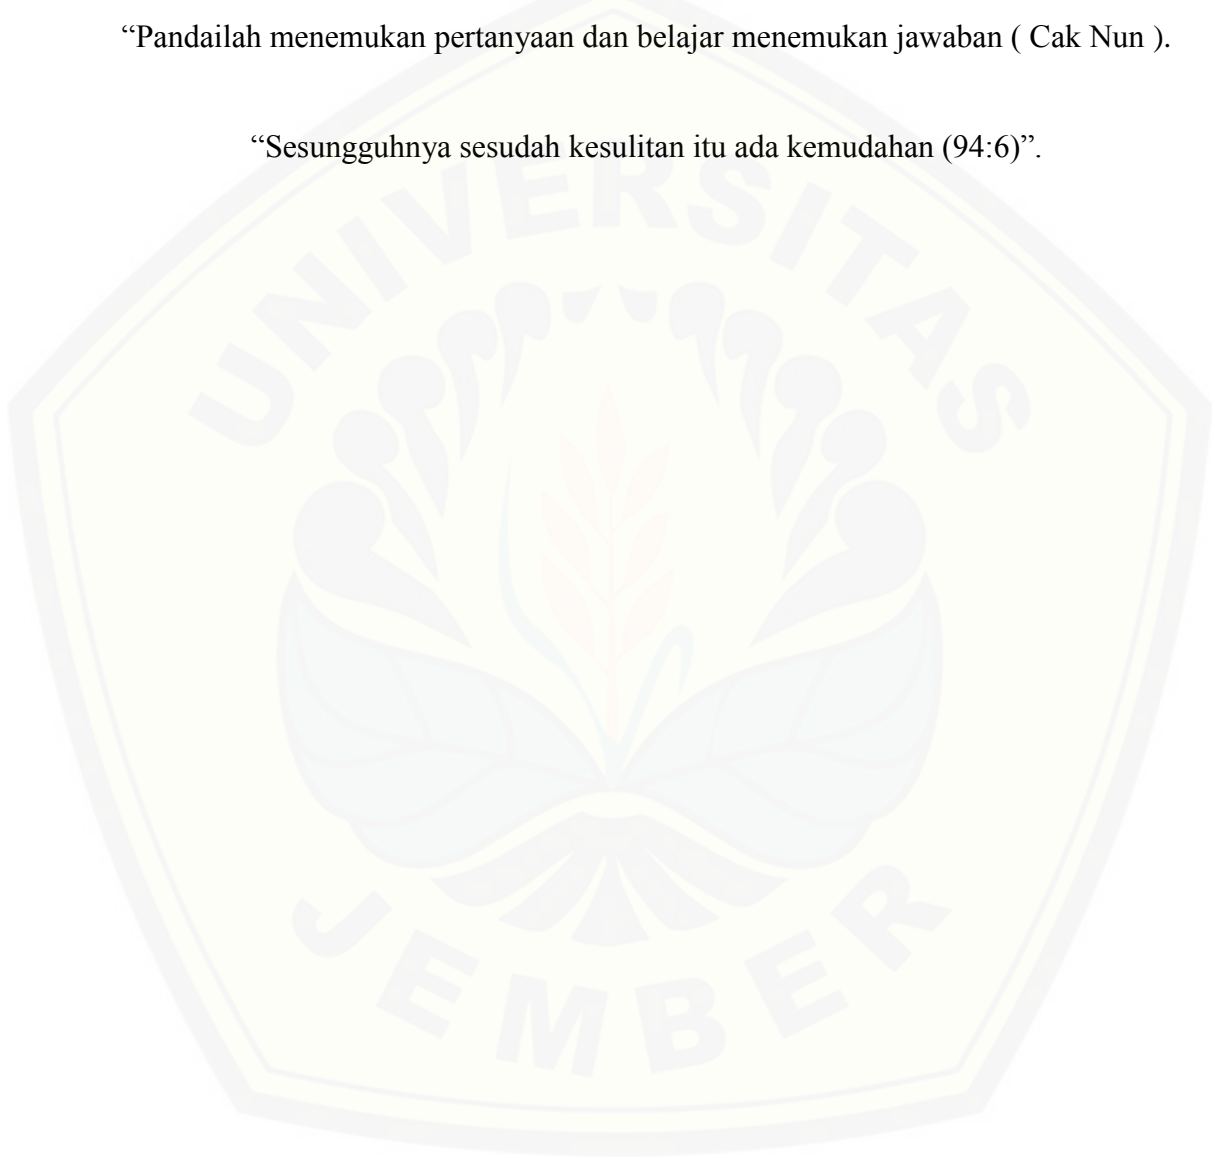 “Pandailah menemukan pertanyaan dan belajar menemukan jawaban ( Cak Nun ).
“Sesungguhnya sesudah kesulitan itu ada kemudahan (94:6)”.
UNIVERSITAS
JEMBER